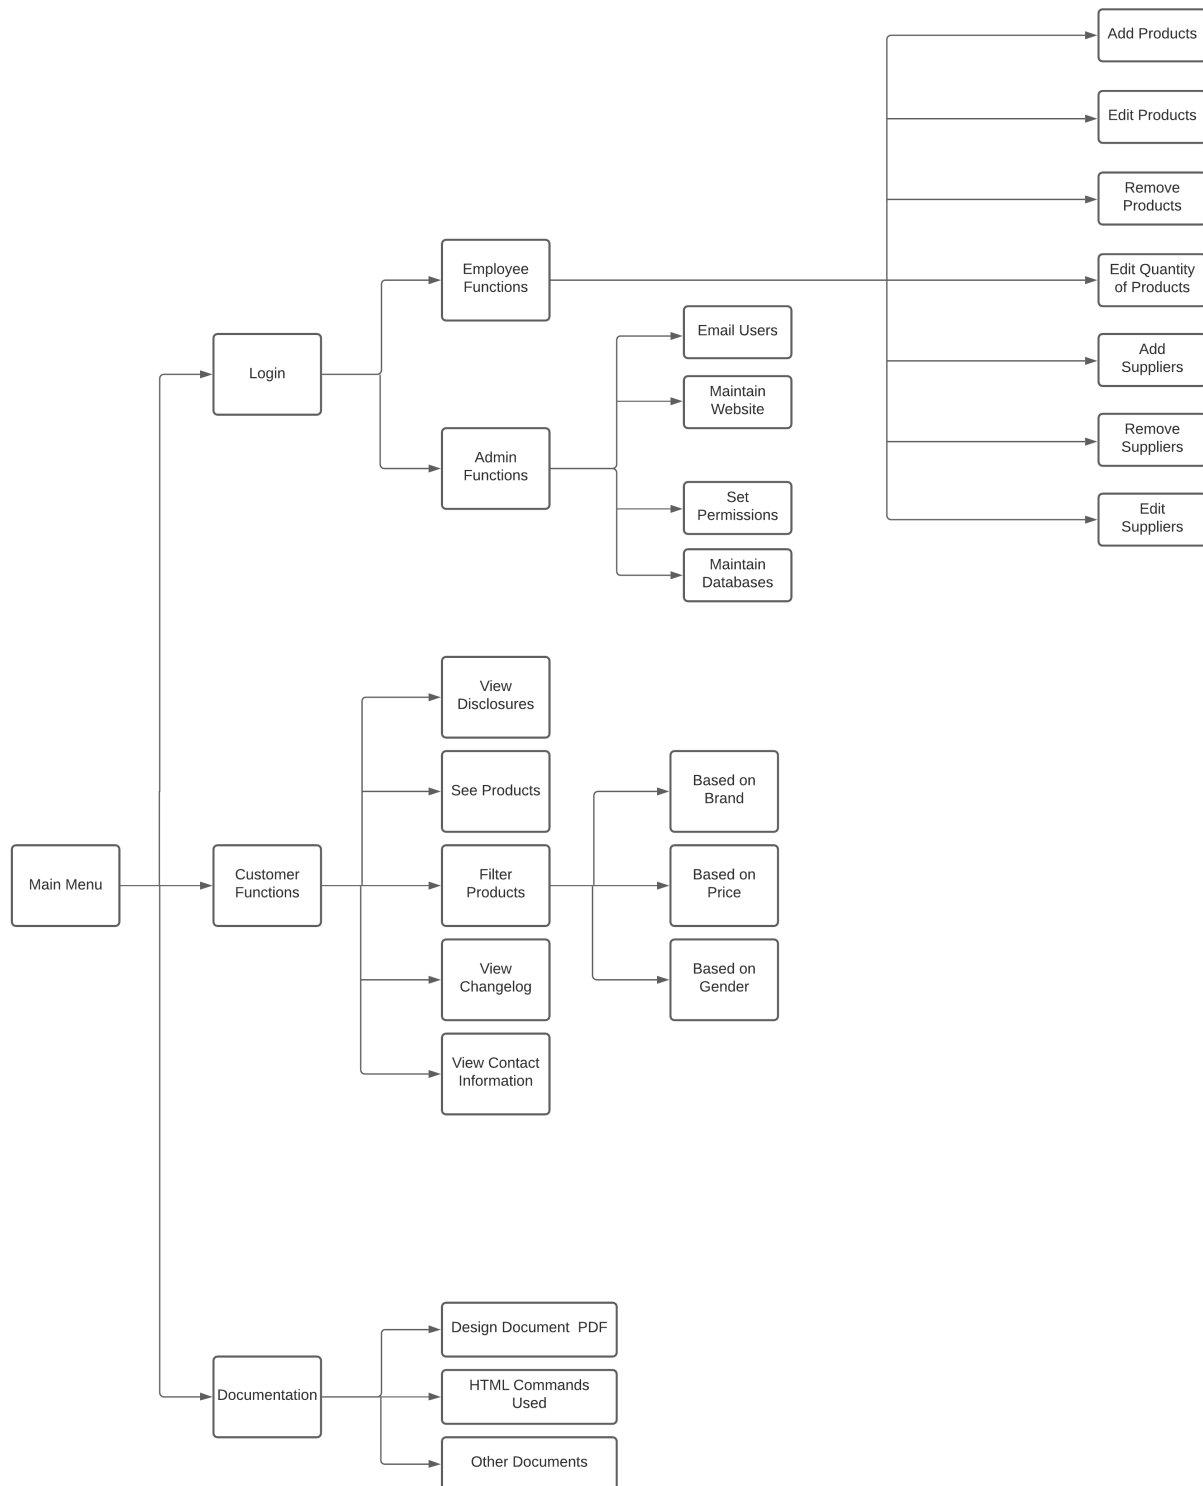 Add Products
Edit Products
Remove
Products
Edit Quantity
of Products
Add
Suppliers
Remove
Suppliers
Edit
Suppliers
Employee
Functions
Email Users
Maintain
Website
Login
Admin
Functions
Set
Permissions
Maintain
Databases
View
Disclosures
See Products
Based on
Brand
Main Menu
Customer
Functions
Filter
Products
Based on
Price
View
Changelog
Based on
Gender
View Contact
Information
Design Document  PDF
Documentation
HTML Commands
Used
Other Documents